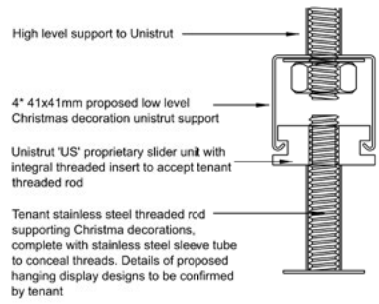 High level support to Unistrut
4* 41x41mm proposed low level
Christmas decoration unistrut support
Unistrut 'US' proprietary slider unit with
integral threaded insert to accept tenant
threaded rod
Tenant stainless steel threaded rod
supporting Christma decorations,
complete with stainless steel sleeve tube
to conceal threads. Details of proposed
hanging display designs to be confirmed
by tenant